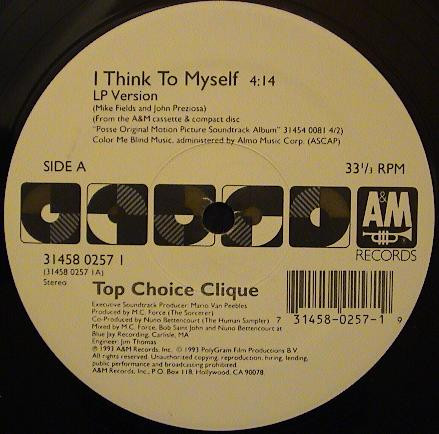 I Think To Myself 4:14
LP Version
(Mike Fields and John Preziosa)
(From the A&M cassette & compact disc
"Posse Original Motion Picture Soundtrack Album" 31454 0081 4/2)
Color Me Blind Music, administered by Almo Music Corp. (ASCAP)
SIDE A
33 1/3 RPM
A&M
RECORDS
31458 0257 1
(31458 0257 1A)
Stereo
Top Choice Clique
Executive Soundtrack Producer: Mario Van Peebles
Produced by M.C. Force (The Sorcerer)
Co-Produced by Nuno Bettencourt (The Human Sampler)
Mixed by M.C. Force, Bob Saint John and Nuno Bettencourt at
Blue Jay Recording, Carlisle, MA
Engineer: Jim Thomas
7 31458-0257-1 9
℗ 1993 A&M Records, Inc. © 1993 PolyGram Film Productions B.V.
All rights reserved. Unauthorized copying, reproduction, hiring, lending,
public performance and broadcasting prohibited.
A&M Records, Inc., P.O. Box 118, Hollywood, CA 90078.